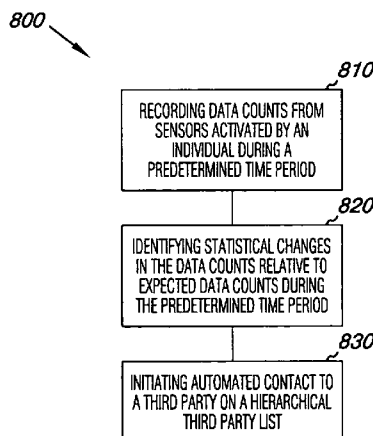 800
810
RECORDING DATA COUNTS FROM
SENSORS ACTIVATED BY AN
INDIVIDUAL DURING A
PREDETERMINED TIME PERIOD
820
IDENTIFYING STATISTICAL CHANGES
IN THE DATA COUNTS RELATIVE TO
EXPECTED DATA COUNTS DURING
THE PREDETERMINED TIME PERIOD
830
INITIATING AUTOMATED CONTACT TO
A THIRD PARTY ON A HIERARCHICAL
THIRD PARTY LIST